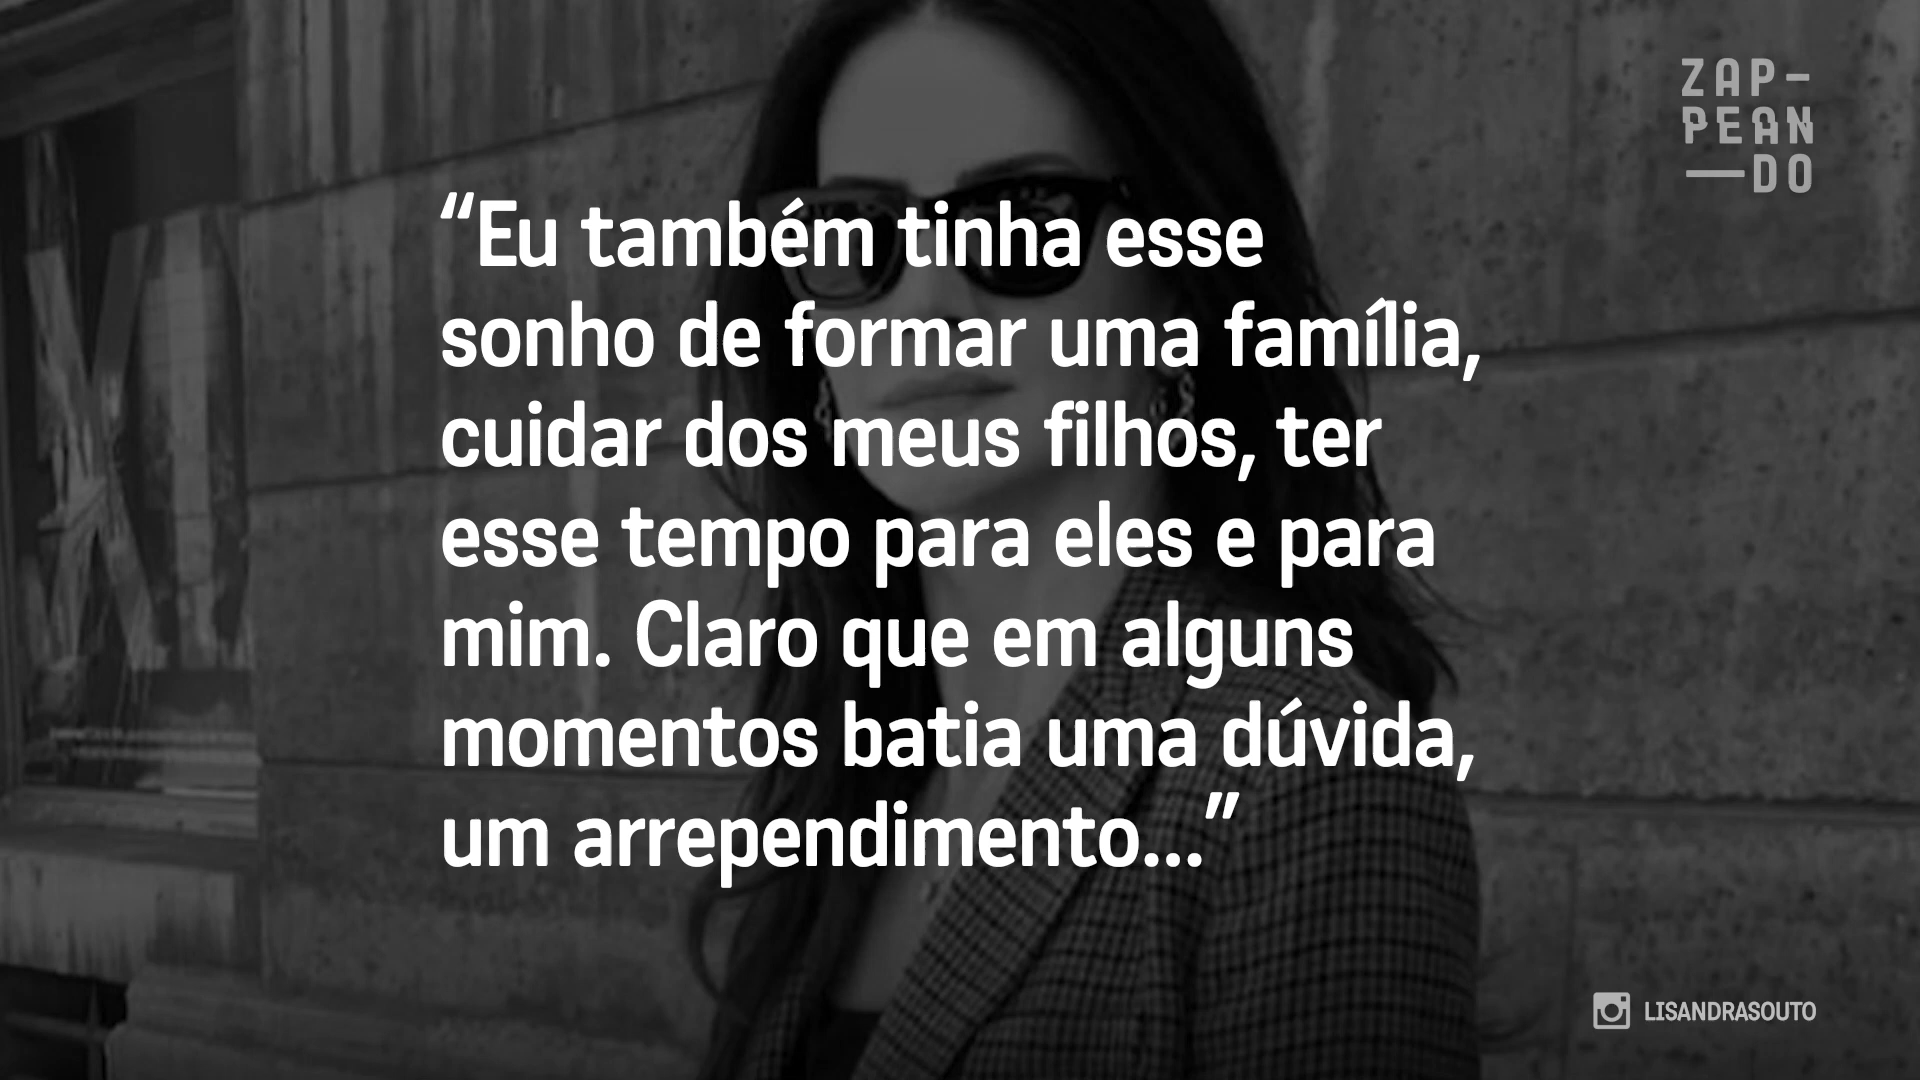 ZAP-
PEAN
—DO
“Eu também tinha esse
sonho de formar uma família,
cuidar dos meus filhos, ter
esse tempo para eles e para
mim. Claro que em alguns
momentos batia uma dúvida,
um arrependimento...”
LISANDRASOUTO